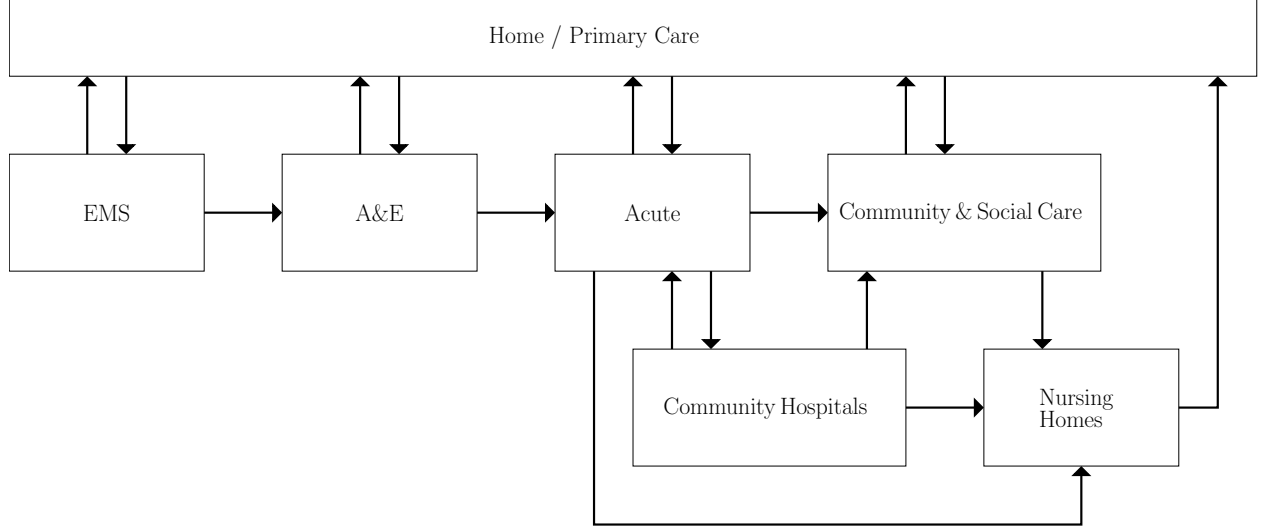 Home / Primary Care
EMS
A&E
Acute
Community & Social Care
Community Hospitals
Nursing
Homes